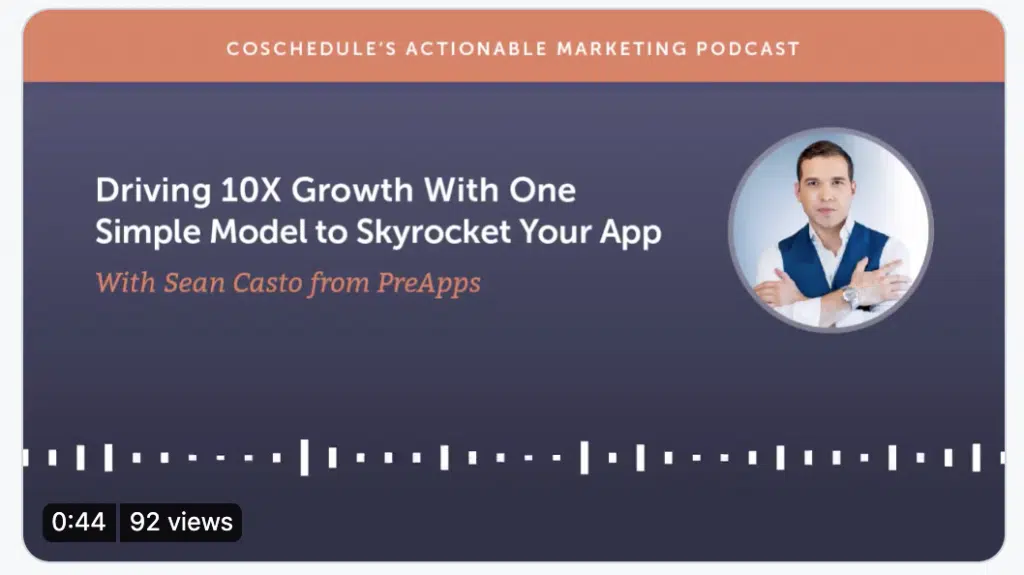 COSCHEDULE'S ACTIONABLE MARKETING PODCAST
Driving 10X Growth With One
Simple Model to Skyrocket Your App
With Sean Casto from PreApps
0:44 92 views